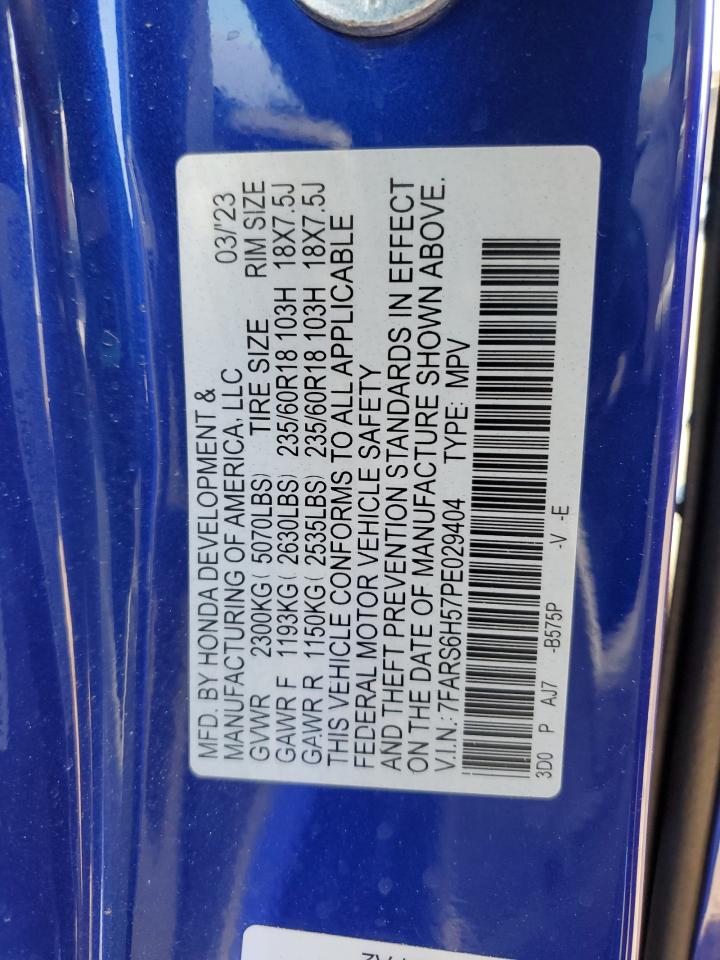 MFD. BY HONDA DEVELOPMENT &
MANUFACTURING OF AMERICA, LLC 03/'23
GVWR 2300KG( 5070LBS) TIRE SIZE RIM SIZE
GAWR F 1193KG( 2630LBS) 235/60R18 103H 18X7.5J
GAWR R 1150KG( 2535LBS) 235/60R18 103H 18X7.5J
THIS VEHICLE CONFORMS TO ALL APPLICABLE
FEDERAL MOTOR VEHICLE SAFETY
AND THEFT PREVENTION STANDARDS IN EFFECT
ON THE DATE OF MANUFACTURE SHOWN ABOVE.
V.I.N.: 7FARS6H57PE029404 TYPE: MPV
3D0 P AJ7 -B575P -V -E